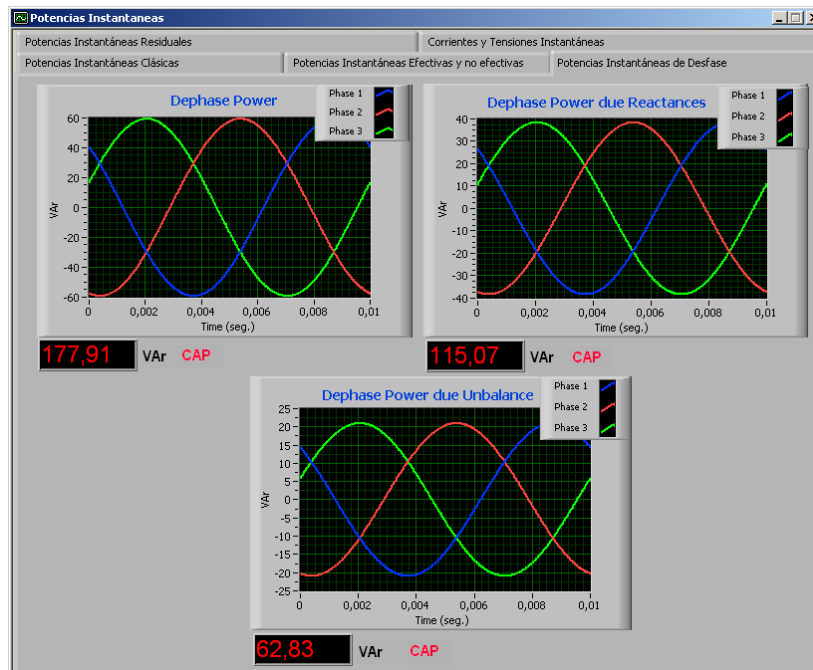 Potencias Instantaneas
Potencias Instantáneas Residuales
Corrientes y Tensiones Instantáneas
Potencias Instantáneas Clásicas
Potencias Instantáneas Efectivas y no efectivas
Potencias Instantáneas de Desfase
Dephase Power
Phase 1
Phase 2
Phase 3
VAr
60
40
20
0
-20
-40
-60
0 0,002 0,004 0,006 0,008 0,01
Time (seg.)
177,91 VAr CAP
Dephase Power due Reactances
Phase 1
Phase 2
Phase 3
VAr
40
30
20
10
0
-10
-20
-30
-40
0 0,002 0,004 0,006 0,008 0,01
Time (seg.)
115,07 VAr CAP
Dephase Power due Unbalance
Phase 1
Phase 2
Phase 3
VAr
25
20
15
10
5
0
-5
-10
-15
-20
-25
0 0,002 0,004 0,006 0,008 0,01
Time (seg.)
62,83 VAr CAP